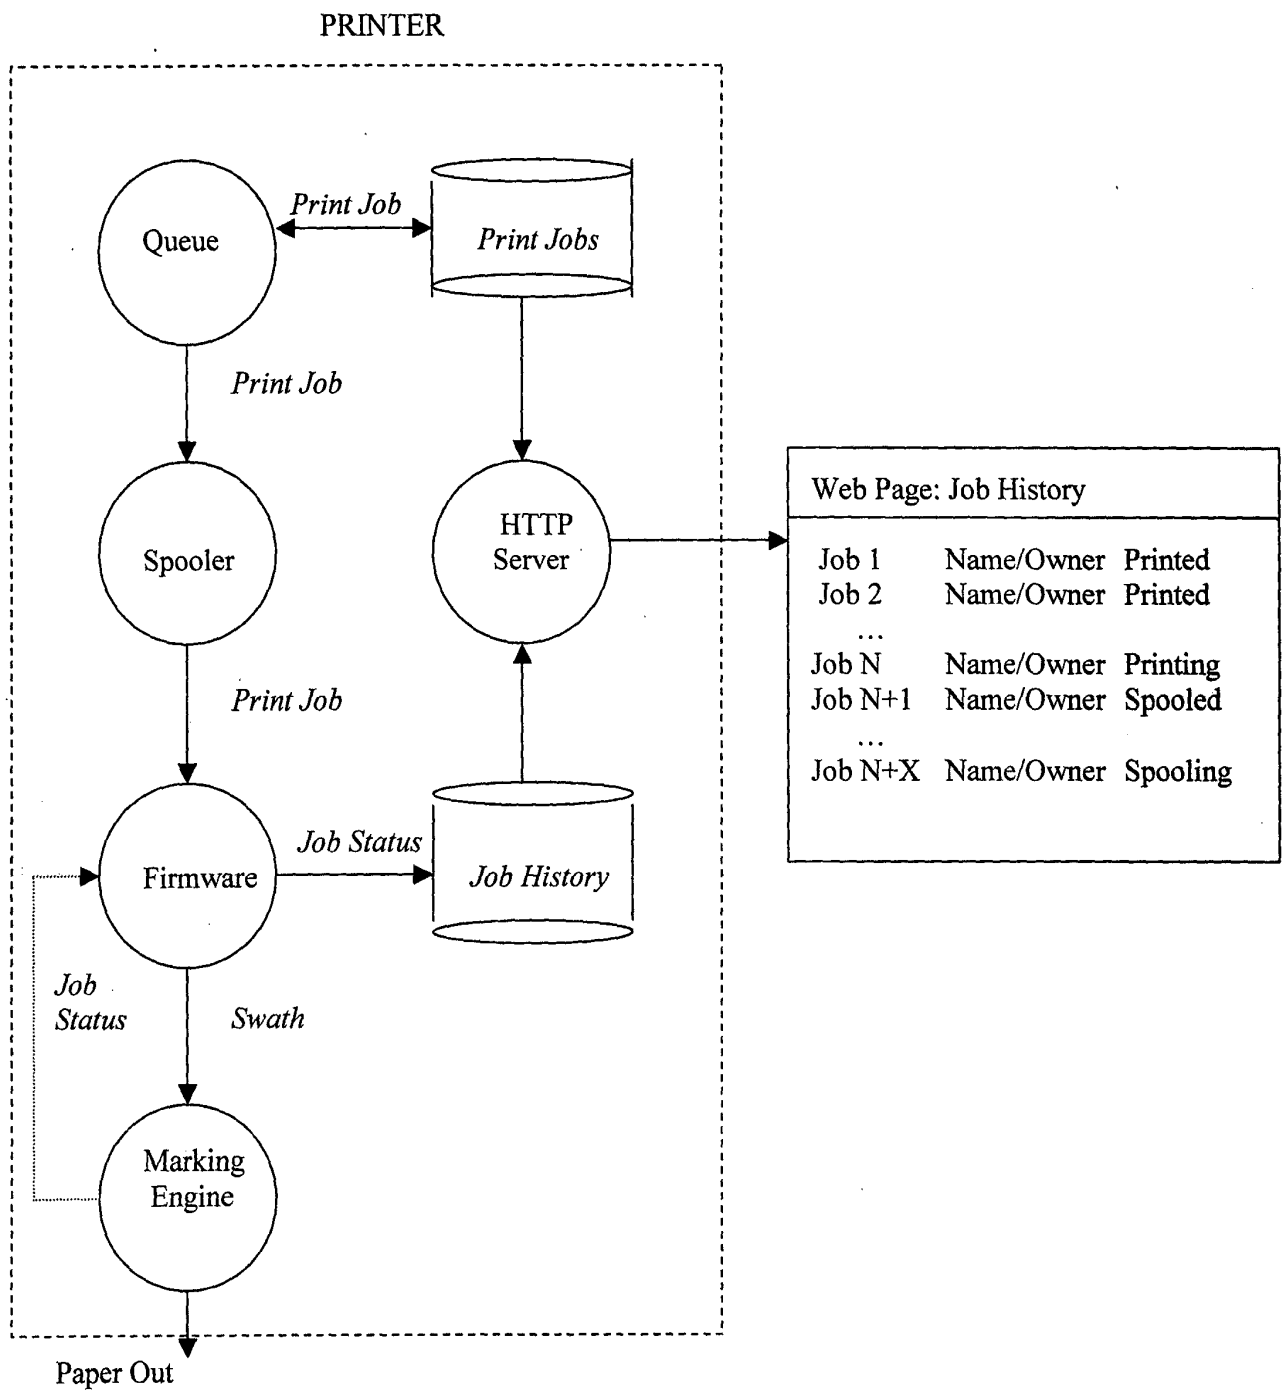 PRINTER
Queue
Print Job
Print Jobs
Print Job
Spooler
HTTP
Server
Print Job
Firmware
Job Status
Job History
Job
Status
Swath
Marking
Engine
Paper Out
Web Page: Job History
Job 1 Name/Owner Printed
Job 2 Name/Owner Printed
...
Job N Name/Owner Printing
Job N+1 Name/Owner Spooled
...
Job N+X Name/Owner Spooling